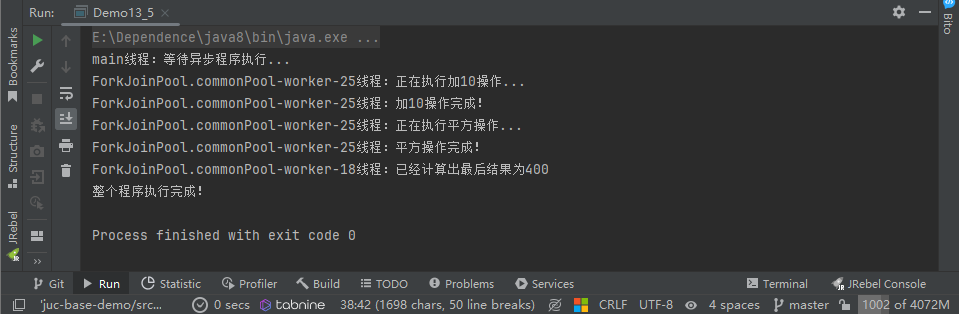 Run: Demo13_5
Bookmarks
Structure
JRebel
Bito
E:\Dependence\java8\bin\java.exe ...
main线程：等待异步程序执行...
ForkJoinPool.commonPool-worker-25线程：正在执行加10操作...
ForkJoinPool.commonPool-worker-25线程：加10操作完成！
ForkJoinPool.commonPool-worker-25线程：正在执行平方操作...
ForkJoinPool.commonPool-worker-25线程：平方操作完成！
ForkJoinPool.commonPool-worker-18线程：已经计算出最后结果为400
整个程序执行完成！
Process finished with exit code 0
Git Run Statistic Profiler Build TODO Problems Services Terminal JRebel Console
'juc-base-demo/src... 0 secs tabnine 38:42 (1698 chars, 50 line breaks) CRLF UTF-8 4 spaces master 1002 of 4072M